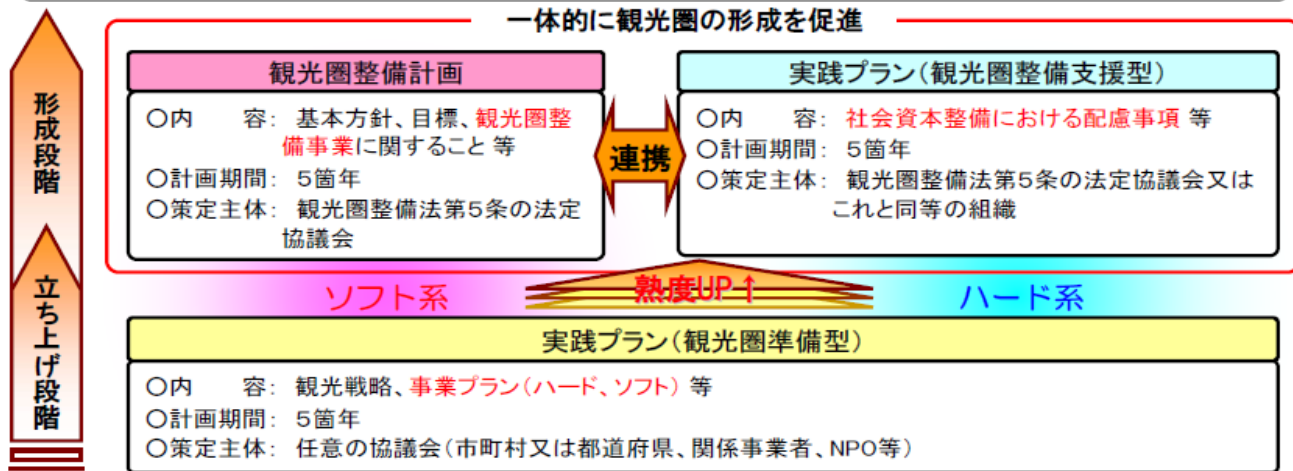 一体的に観光圏の形成を促進
形成段階
立ち上げ段階
観光圏整備計画
〇内　　容： 基本方針、目標、観光圏整
備事業に関すること 等
〇計画期間： 5箇年
〇策定主体： 観光圏整備法第5条の法定
協議会
連携
実践プラン（観光圏整備支援型）
〇内　　容： 社会資本整備における配慮事項 等
〇計画期間： 5箇年
〇策定主体： 観光圏整備法第5条の法定協議会又は
これと同等の組織
ソフト系
熟度UP↑
ハード系
実践プラン（観光圏準備型）
〇内　　容： 観光戦略、事業プラン（ハード、ソフト） 等
〇計画期間： 5箇年
〇策定主体： 任意の協議会（市町村又は都道府県、関係事業者、NPO等）